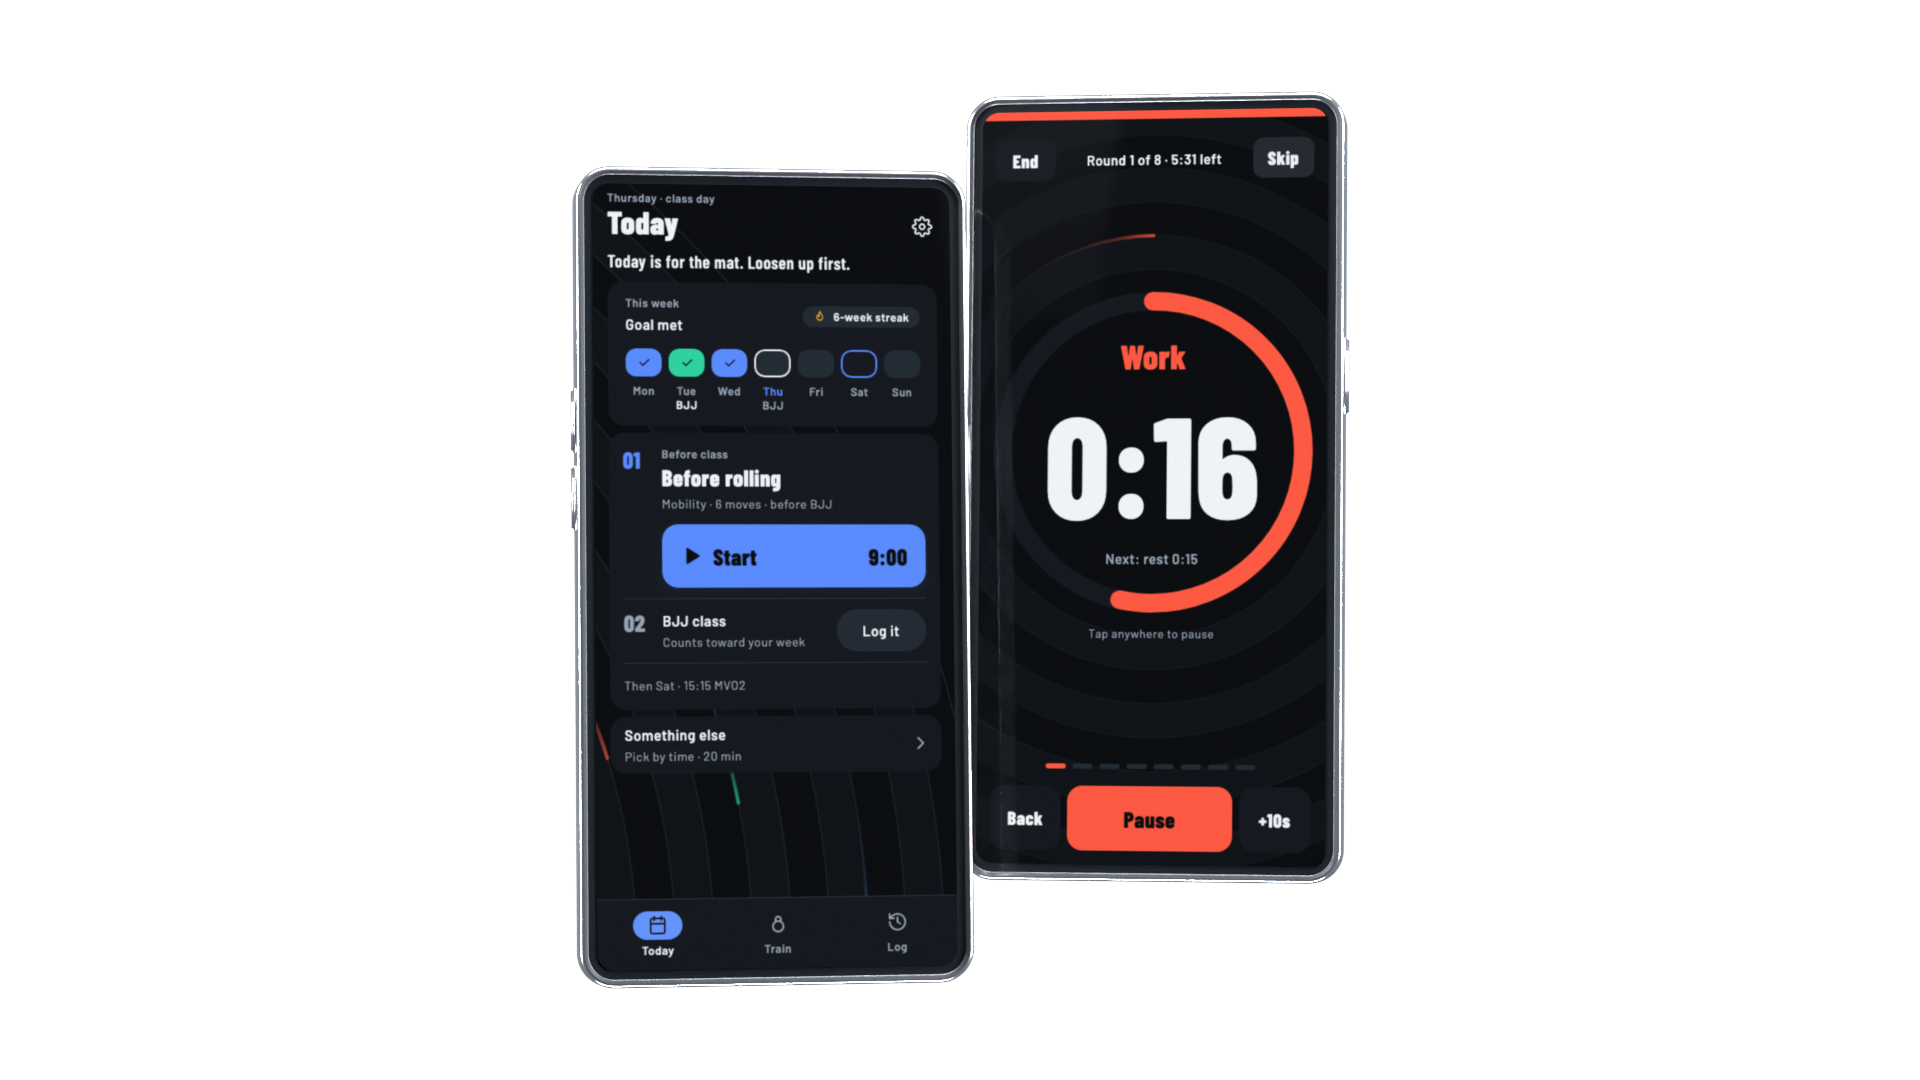 Thursday · class day
Today
Today is for the mat. Loosen up first.
This week
Goal met
6-week streak
Mon Tue Wed Thu Fri Sat Sun
BJJ BJJ
01
Before class
Before rolling
Mobility · 6 moves · before BJJ
Start 9:00
02
BJJ class
Counts toward your week
Log it
Then Sat · 15:15 MVO2
Something else
Pick by time · 20 min
Today Train Log
End Round 1 of 8 · 5:31 left Skip
Work
0:16
Next: rest 0:15
Tap anywhere to pause
Back Pause +10s